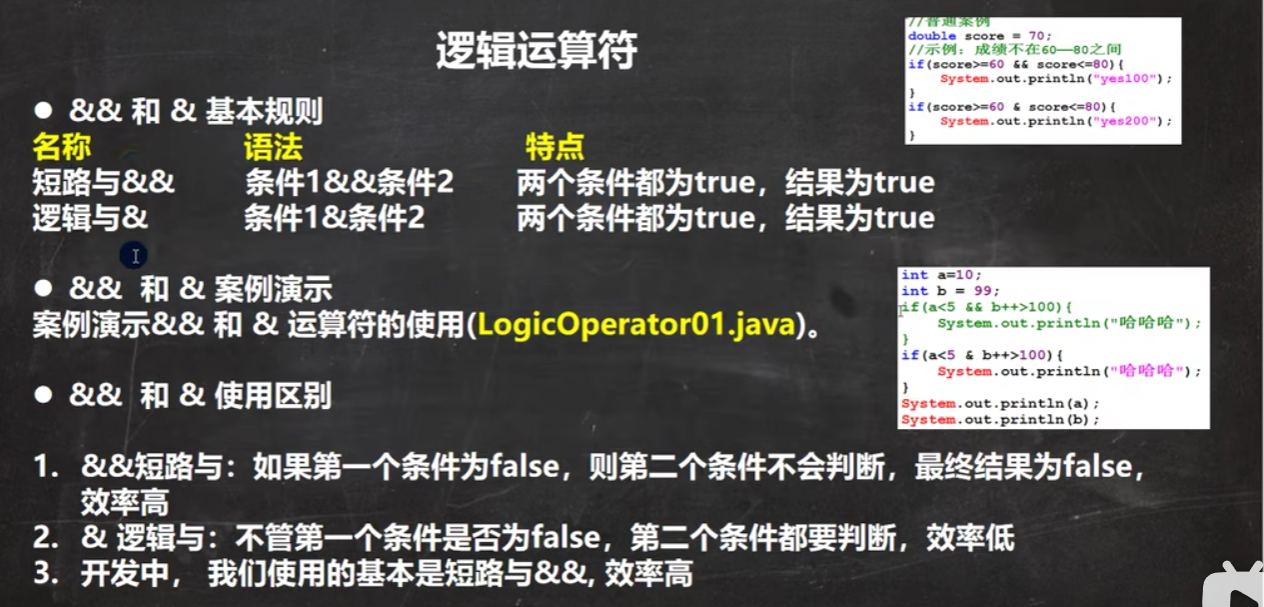 逻辑运算符
//普通案例
double score = 70;
//示例：成绩不在60—80之间
if(score>=60 && score<=80){
System.out.println("yes100");
}
if(score>=60 & score<=80){
System.out.println("yes200");
}
● && 和 & 基本规则
名称 语法 特点
短路与&& 条件1&&条件2 两个条件都为true，结果为true
逻辑与& 条件1&条件2 两个条件都为true，结果为true
● && 和 & 案例演示
案例演示&& 和 & 运算符的使用(LogicOperator01.java)。
int a=10;
int b = 99;
if(a<5 && b++>100){
System.out.println("哈哈哈");
}
if(a<5 & b++>100){
System.out.println("哈哈哈");
}
System.out.println(a);
System.out.println(b);
● && 和 & 使用区别
1. &&短路与：如果第一个条件为false，则第二个条件不会判断，最终结果为false，
效率高
2. & 逻辑与：不管第一个条件是否为false，第二个条件都要判断，效率低
3. 开发中， 我们使用的基本是短路与&&, 效率高